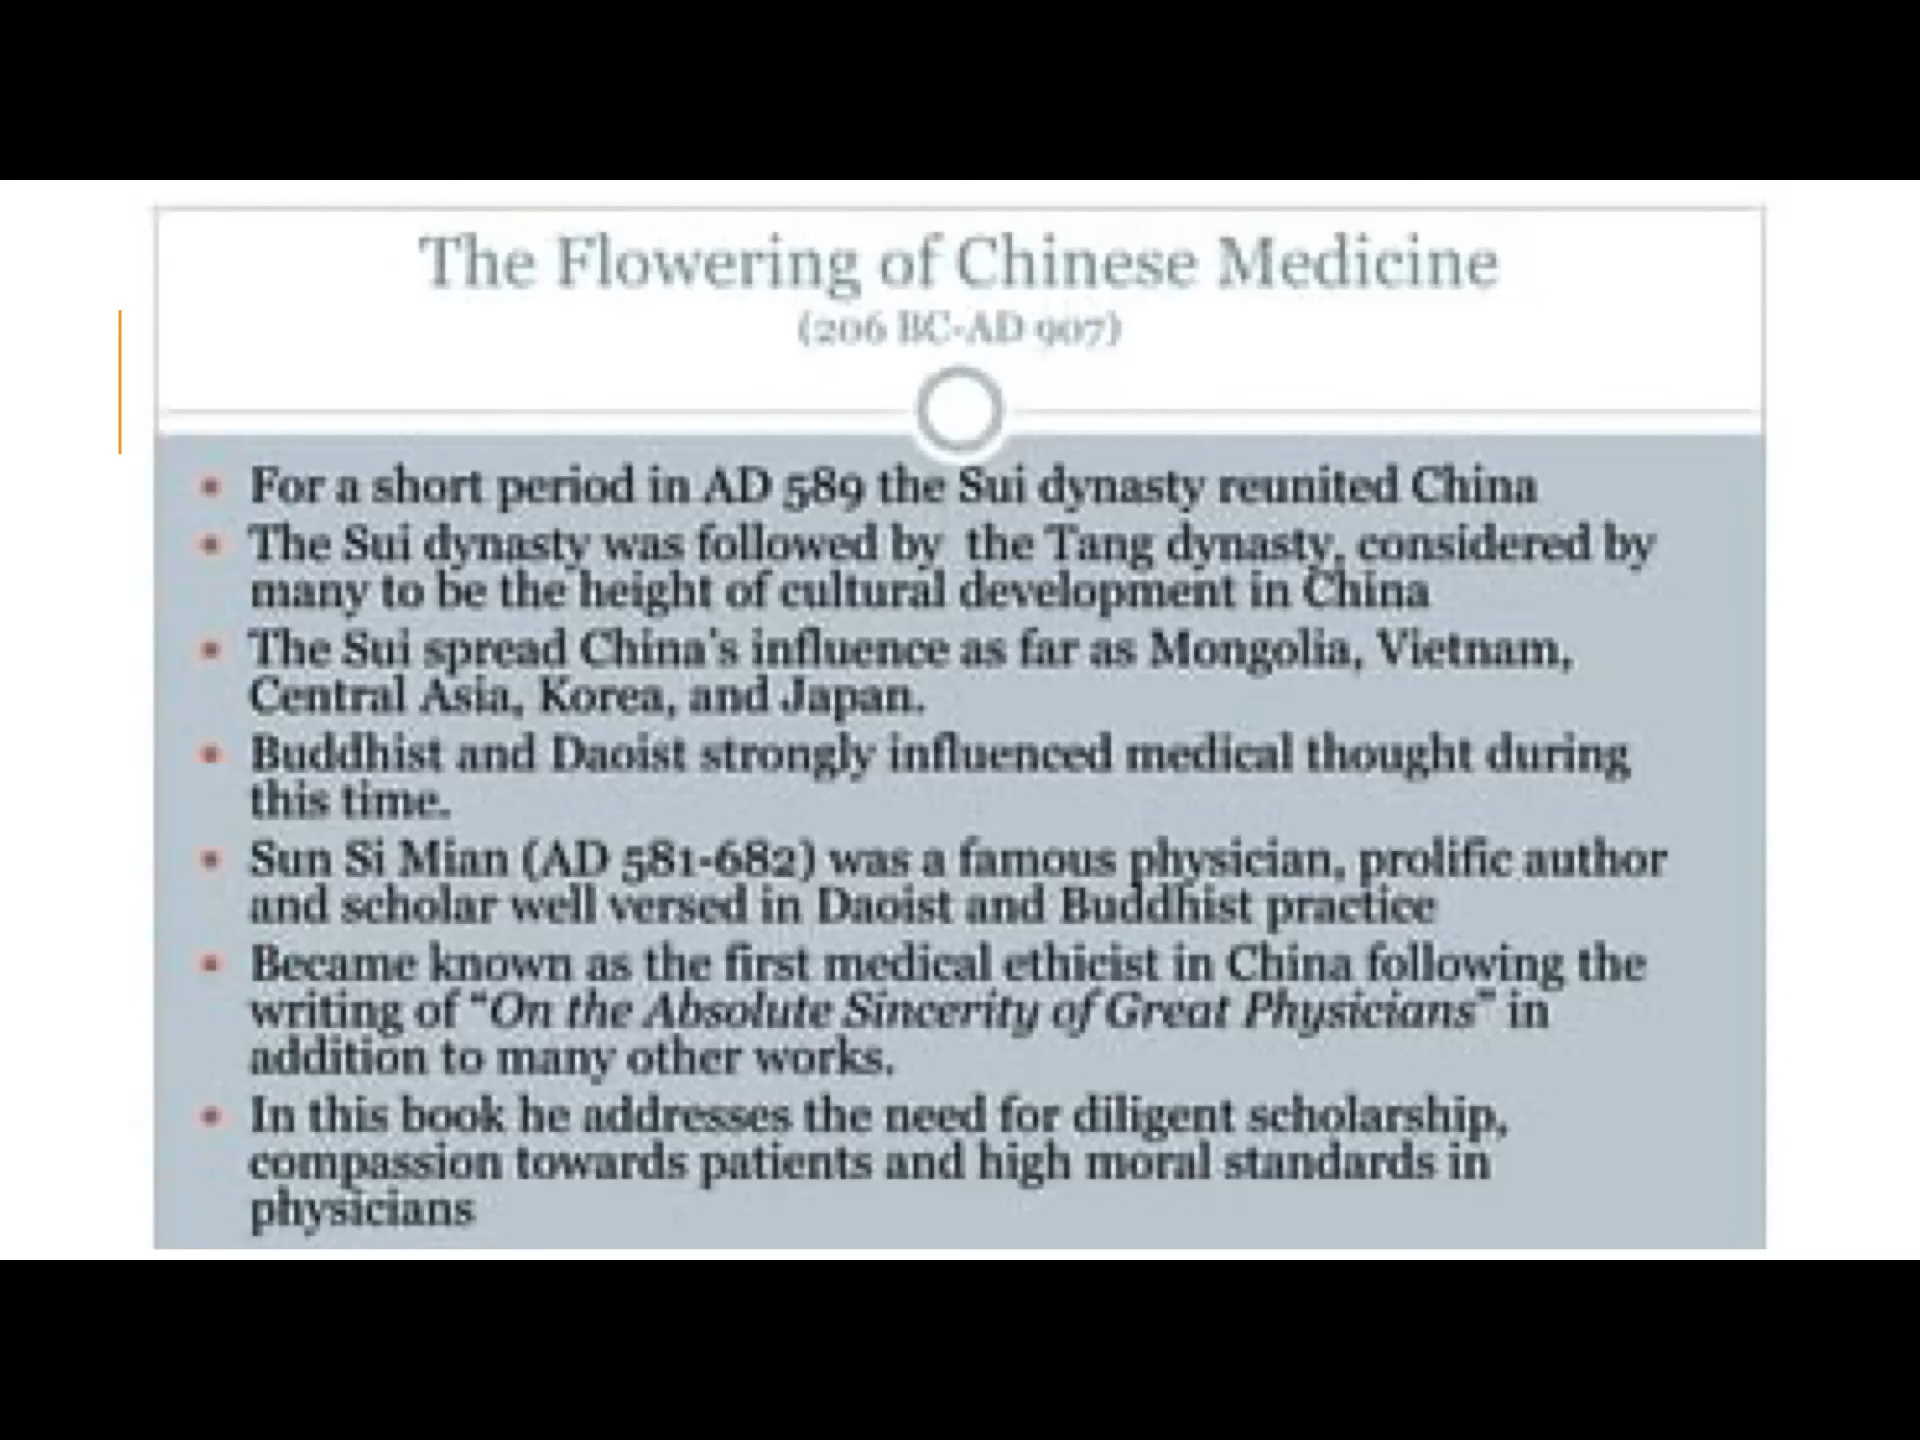 The Flowering of Chinese Medicine
(206 BC-AD 907)
• For a short period in AD 589 the Sui dynasty reunited China
• The Sui dynasty was followed by the Tang dynasty, considered by
many to be the height of cultural development in China
• The Sui spread China's influence as far as Mongolia, Vietnam,
Central Asia, Korea, and Japan.
• Buddhist and Daoist strongly influenced medical thought during
this time.
• Sun Si Mian (AD 581-682) was a famous physician, prolific author
and scholar well versed in Daoist and Buddhist practice
• Became known as the first medical ethicist in China following the
writing of "On the Absolute Sincerity of Great Physicians" in
addition to many other works.
• In this book he addresses the need for diligent scholarship,
compassion towards patients and high moral standards in
physicians